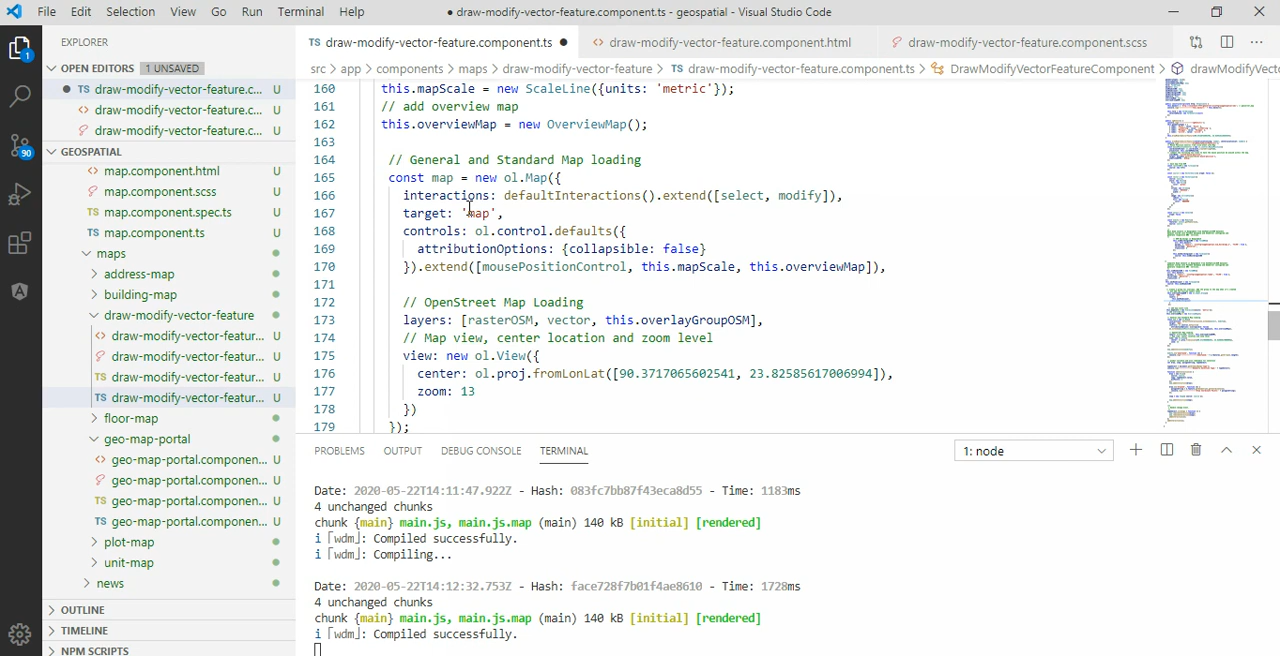 File Edit Selection View Go Run Terminal Help
● draw-modify-vector-feature.component.ts - geospatial - Visual Studio Code
EXPLORER
OPEN EDITORS 1 UNSAVED
TS draw-modify-vector-feature.c... U
<> draw-modify-vector-feature.c... U
draw-modify-vector-feature.c... U
GEOSPATIAL
<> map.component.html U
map.component.scss U
TS map.component.spec.ts U
TS map.component.ts U
maps
address-map
building-map
draw-modify-vector-feature
<> draw-modify-vector-featur... U
draw-modify-vector-featur... U
TS draw-modify-vector-featur... U
TS draw-modify-vector-featur... U
floor-map
geo-map-portal
<> geo-map-portal.componen... U
geo-map-portal.componen... U
TS geo-map-portal.componen... U
TS geo-map-portal.componen... U
plot-map
unit-map
news
OUTLINE
TIMELINE
NPM SCRIPTS
1
90
TS draw-modify-vector-feature.component.ts ●
<> draw-modify-vector-feature.component.html
draw-modify-vector-feature.component.scss
src > app > components > maps > draw-modify-vector-feature > TS draw-modify-vector-feature.component.ts > DrawModifyVectorFeatureComponent > drawModifyVecto
160 this.mapScale = new ScaleLine({units: 'metric'});
161 // add overview map
162 this.overviewMap = new OverviewMap();
163
164 // General and Standard Map loading
165 const map = new ol.Map({
166 interactions: defaultInteractions().extend([select, modify]),
167 target: 'map',
168 controls: ol.control.defaults({
169 attributionOptions: {collapsible: false}
170 }).extend([mousePositionControl, this.mapScale, this.overviewMap]),
171
172 // OpenStreet Map Loading
173 layers: [rasterOSM, vector, this.overlayGroupOSM],
174 // Map view, center location and zoom level
175 view: new ol.View({
176 center: ol.proj.fromLonLat([90.3717065602541, 23.82585617006994]),
177 zoom: 13
178 })
179 });
PROBLEMS OUTPUT DEBUG CONSOLE TERMINAL 1: node
Date: 2020-05-22T14:11:47.922Z - Hash: 083fc7bb87f43eca8d55 - Time: 1183ms
4 unchanged chunks
chunk {main} main.js, main.js.map (main) 140 kB [initial] [rendered]
i ｢wdm｣: Compiled successfully.
i ｢wdm｣: Compiling...
Date: 2020-05-22T14:12:32.753Z - Hash: face728f7b01f4ae8610 - Time: 1728ms
4 unchanged chunks
chunk {main} main.js, main.js.map (main) 140 kB [initial] [rendered]
i ｢wdm｣: Compiled successfully.